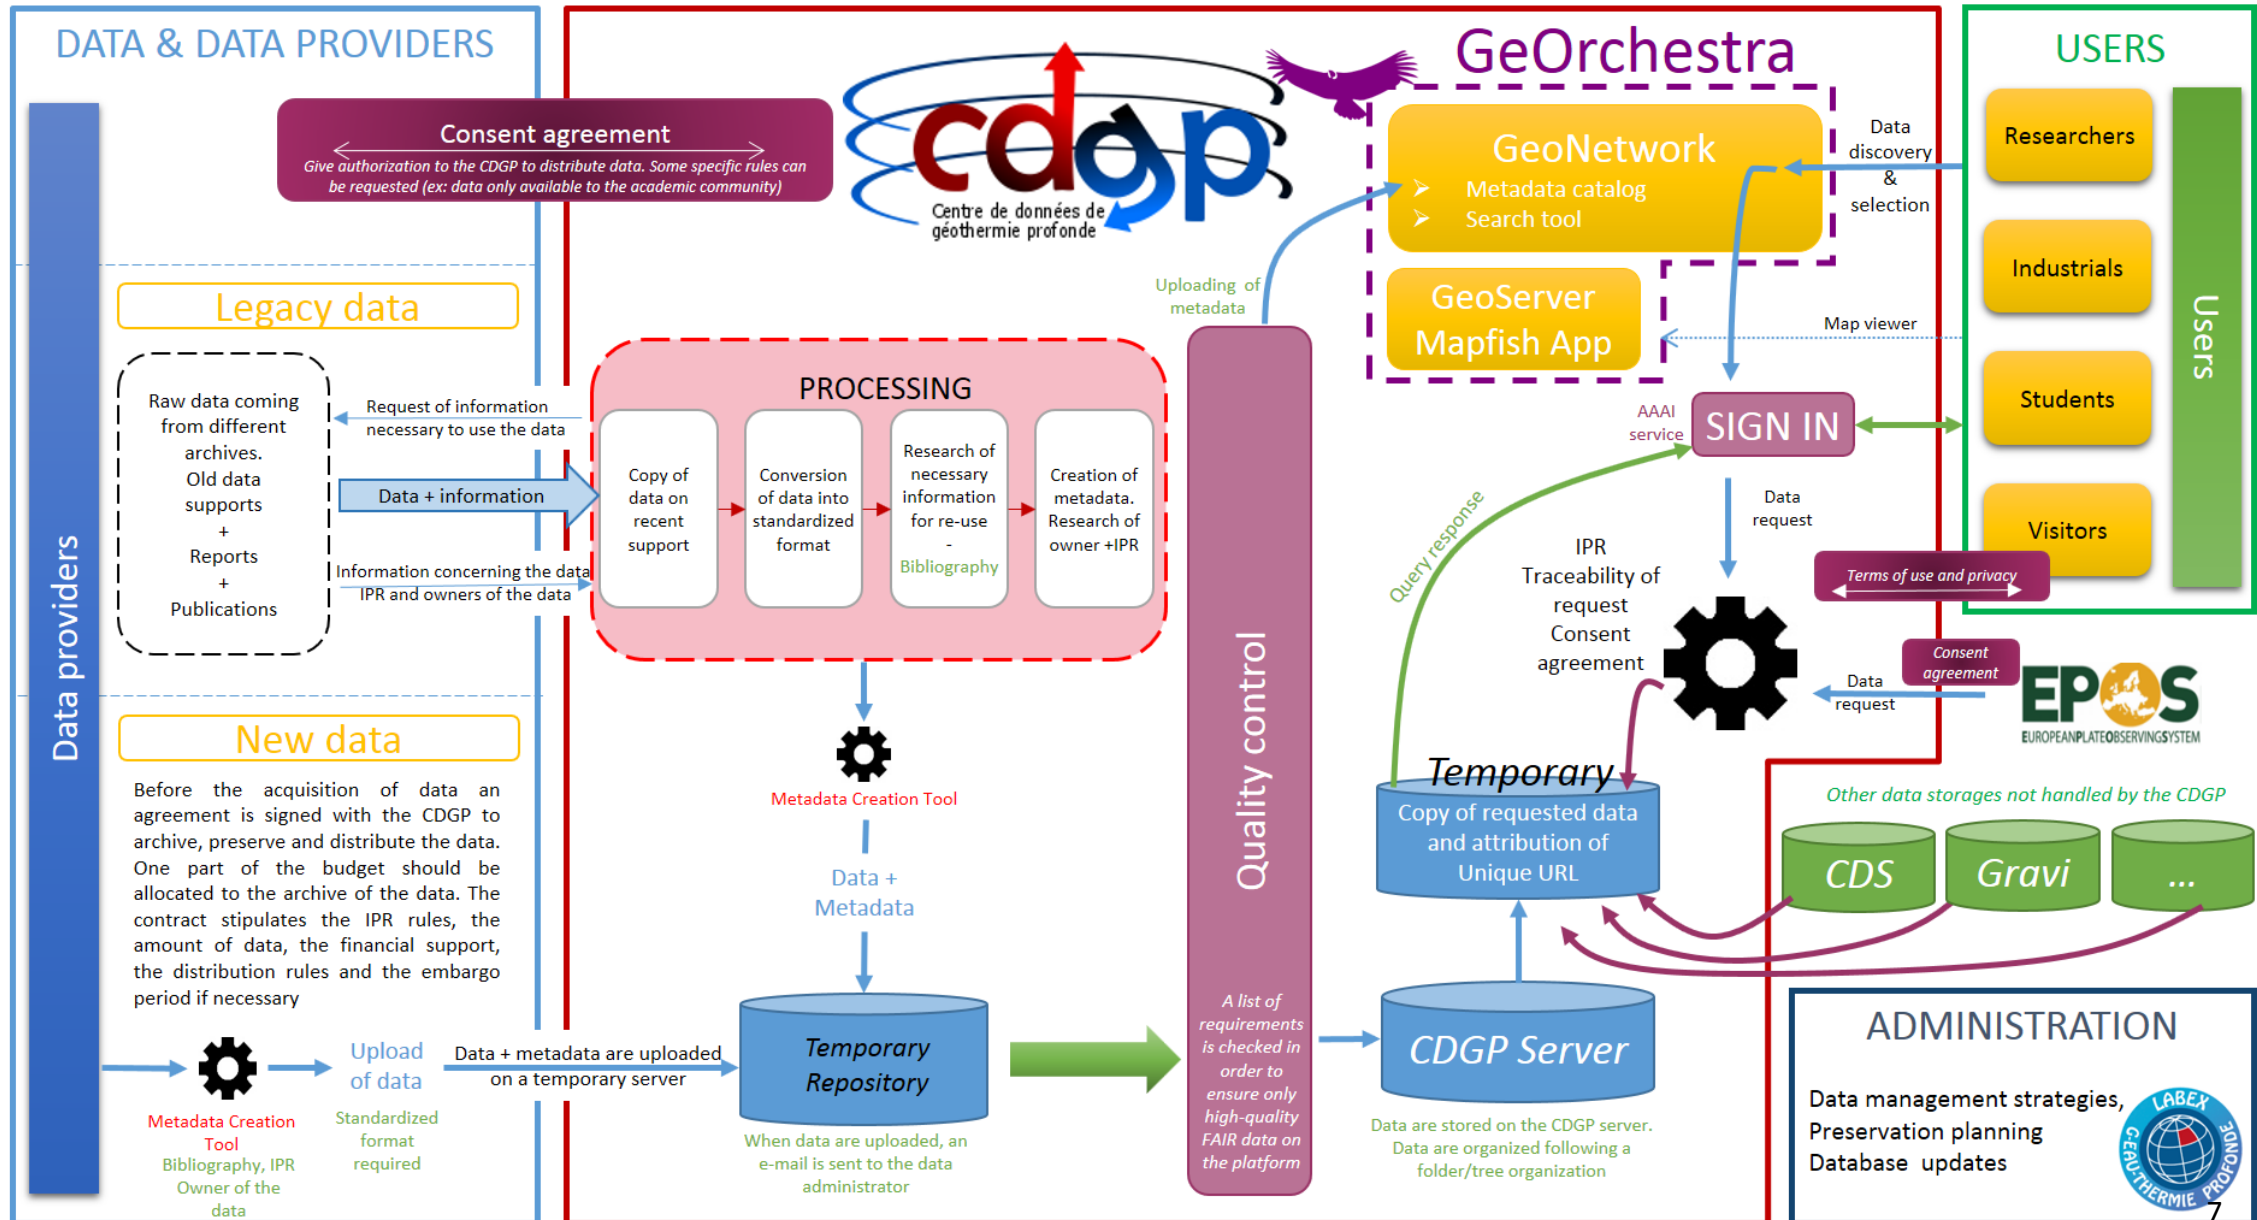 DATA & DATA PROVIDERS
Data providers
Consent agreement
Give authorization to the CDGP to distribute data. Some specific rules can
be requested (ex: data only available to the academic community)
Legacy data
Raw data coming
from different
archives.
Old data
supports
+
Reports
+
Publications
Request of information
necessary to use the data
Data + information
Information concerning the data
IPR and owners of the data
New data
Before the acquisition of data an
agreement is signed with the CDGP to
archive, preserve and distribute the data.
One part of the budget should be
allocated to the archive of the data. The
contract stipulates the IPR rules, the
amount of data, the financial support,
the distribution rules and the embargo
period if necessary
Metadata Creation
Tool
Bibliography, IPR
Owner of the
data
Upload
of data
Standardized
format
required
Data + metadata are uploaded
on a temporary server
cdgp
Centre de données de
géothermie profonde
PROCESSING
Copy of
data on
recent
support
Conversion
of data into
standardized
format
Research of
necessary
information
for re-use
-
Bibliography
Creation of
metadata.
Research of
owner +IPR
Metadata Creation Tool
Data +
Metadata
Temporary
Repository
When data are uploaded, an
e-mail is sent to the data
administrator
Quality control
A list of
requirements
is checked in
order to
ensure only
high-quality
FAIR data on
the platform
Uploading of
metadata
GeOrchestra
GeoNetwork
➢ Metadata catalog
➢ Search tool
GeoServer
Mapfish App
Data
discovery
&
selection
Map viewer
AAAI
service
SIGN IN
Data
request
Query response
IPR
Traceability of
request
Consent
agreement
Terms of use and privacy
Consent
agreement
Data
request
EPOS
EUROPEANPLATEOBSERVINGSYSTEM
Temporary
Copy of requested data
and attribution of
Unique URL
CDGP Server
Data are stored on the CDGP server.
Data are organized following a
folder/tree organization
USERS
Researchers
Industrials
Students
Visitors
Users
Other data storages not handled by the CDGP
CDS
Gravi
...
ADMINISTRATION
Data management strategies,
Preservation planning
Database updates
LABEX
G-EAU-THERMIE PROFONDE
7